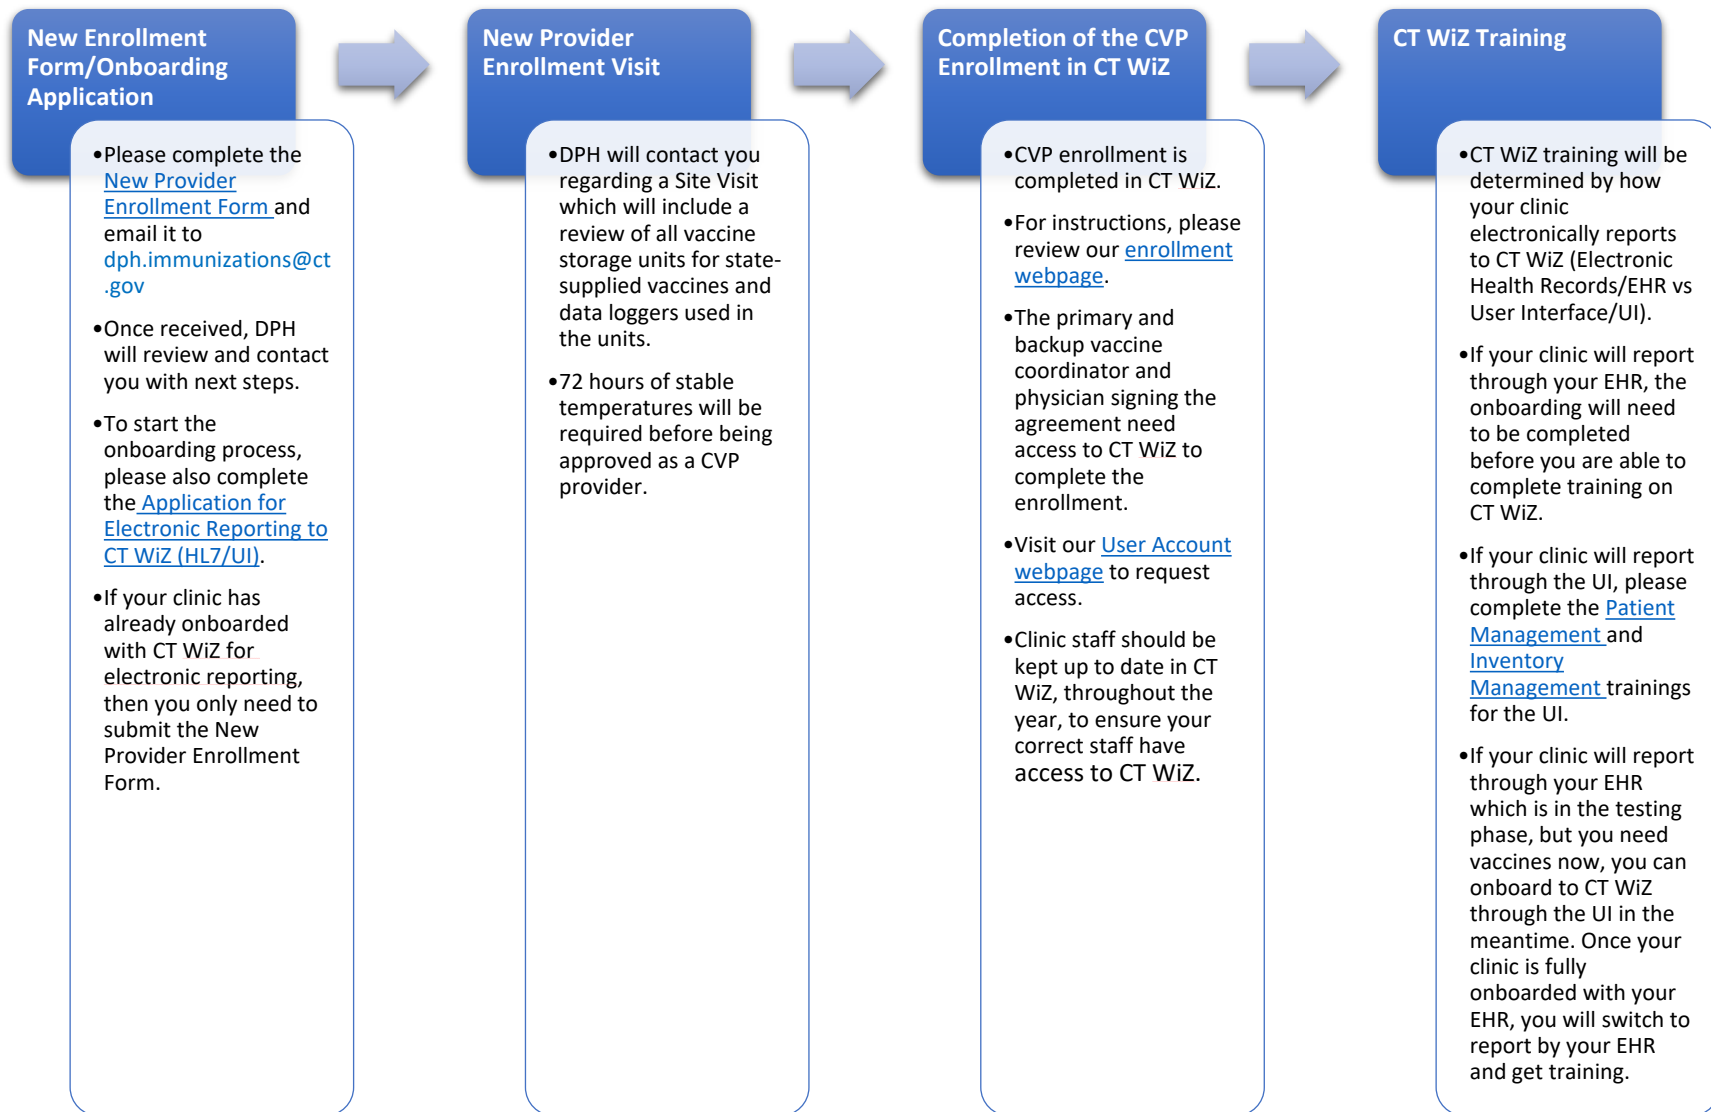 New Enrollment
Form/Onboarding
Application
•Please complete the
New Provider
Enrollment Form and
email it to
dph.immunizations@ct
.gov
•Once received, DPH
will review and contact
you with next steps.
•To start the
onboarding process,
please also complete
the Application for
Electronic Reporting to
CT WiZ (HL7/UI).
•If your clinic has
already onboarded
with CT WiZ for
electronic reporting,
then you only need to
submit the New
Provider Enrollment
Form.
New Provider
Enrollment Visit
•DPH will contact you
regarding a Site Visit
which will include a
review of all vaccine
storage units for state-
supplied vaccines and
data loggers used in
the units.
•72 hours of stable
temperatures will be
required before being
approved as a CVP
provider.
Completion of the CVP
Enrollment in CT WiZ
•CVP enrollment is
completed in CT WiZ.
•For instructions, please
review our enrollment
webpage.
•The primary and
backup vaccine
coordinator and
physician signing the
agreement need
access to CT WiZ to
complete the
enrollment.
•Visit our User Account
webpage to request
access.
•Clinic staff should be
kept up to date in CT
WiZ, throughout the
year, to ensure your
correct staff have
access to CT WiZ.
CT WiZ Training
•CT WiZ training will be
determined by how
your clinic
electronically reports
to CT WiZ (Electronic
Health Records/EHR vs
User Interface/UI).
•If your clinic will report
through your EHR, the
onboarding will need
to be completed
before you are able to
complete training on
CT WiZ.
•If your clinic will report
through the UI, please
complete the Patient
Management and
Inventory
Management trainings
for the UI.
•If your clinic will report
through your EHR
which is in the testing
phase, but you need
vaccines now, you can
onboard to CT WiZ
through the UI in the
meantime. Once your
clinic is fully
onboarded with your
EHR, you will switch to
report by your EHR
and get training.